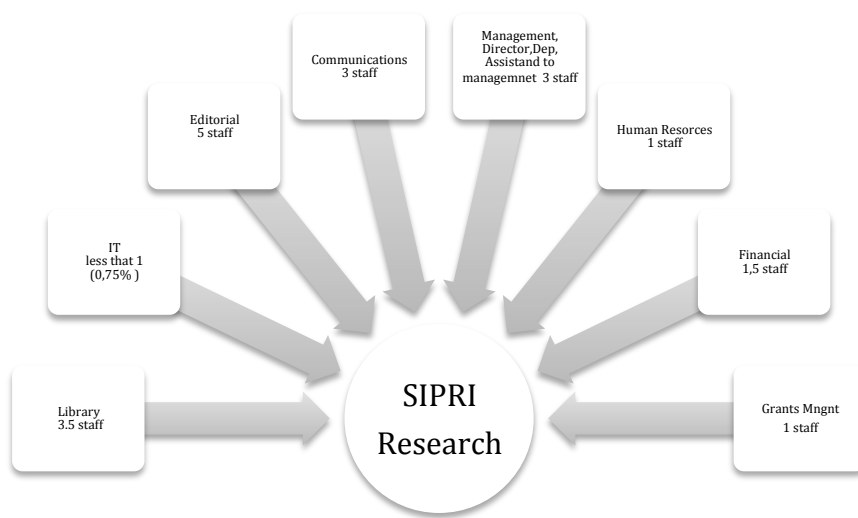 Library
3.5 staff
IT
less that 1
(0,75% )
Editorial
5 staff
Communications
3 staff
Management,
Director,Dep,
Assistand to
managemnet 3 staff
Human Resorces
1 staff
Financial
1,5 staff
Grants Mngnt
1 staff
SIPRI
Research